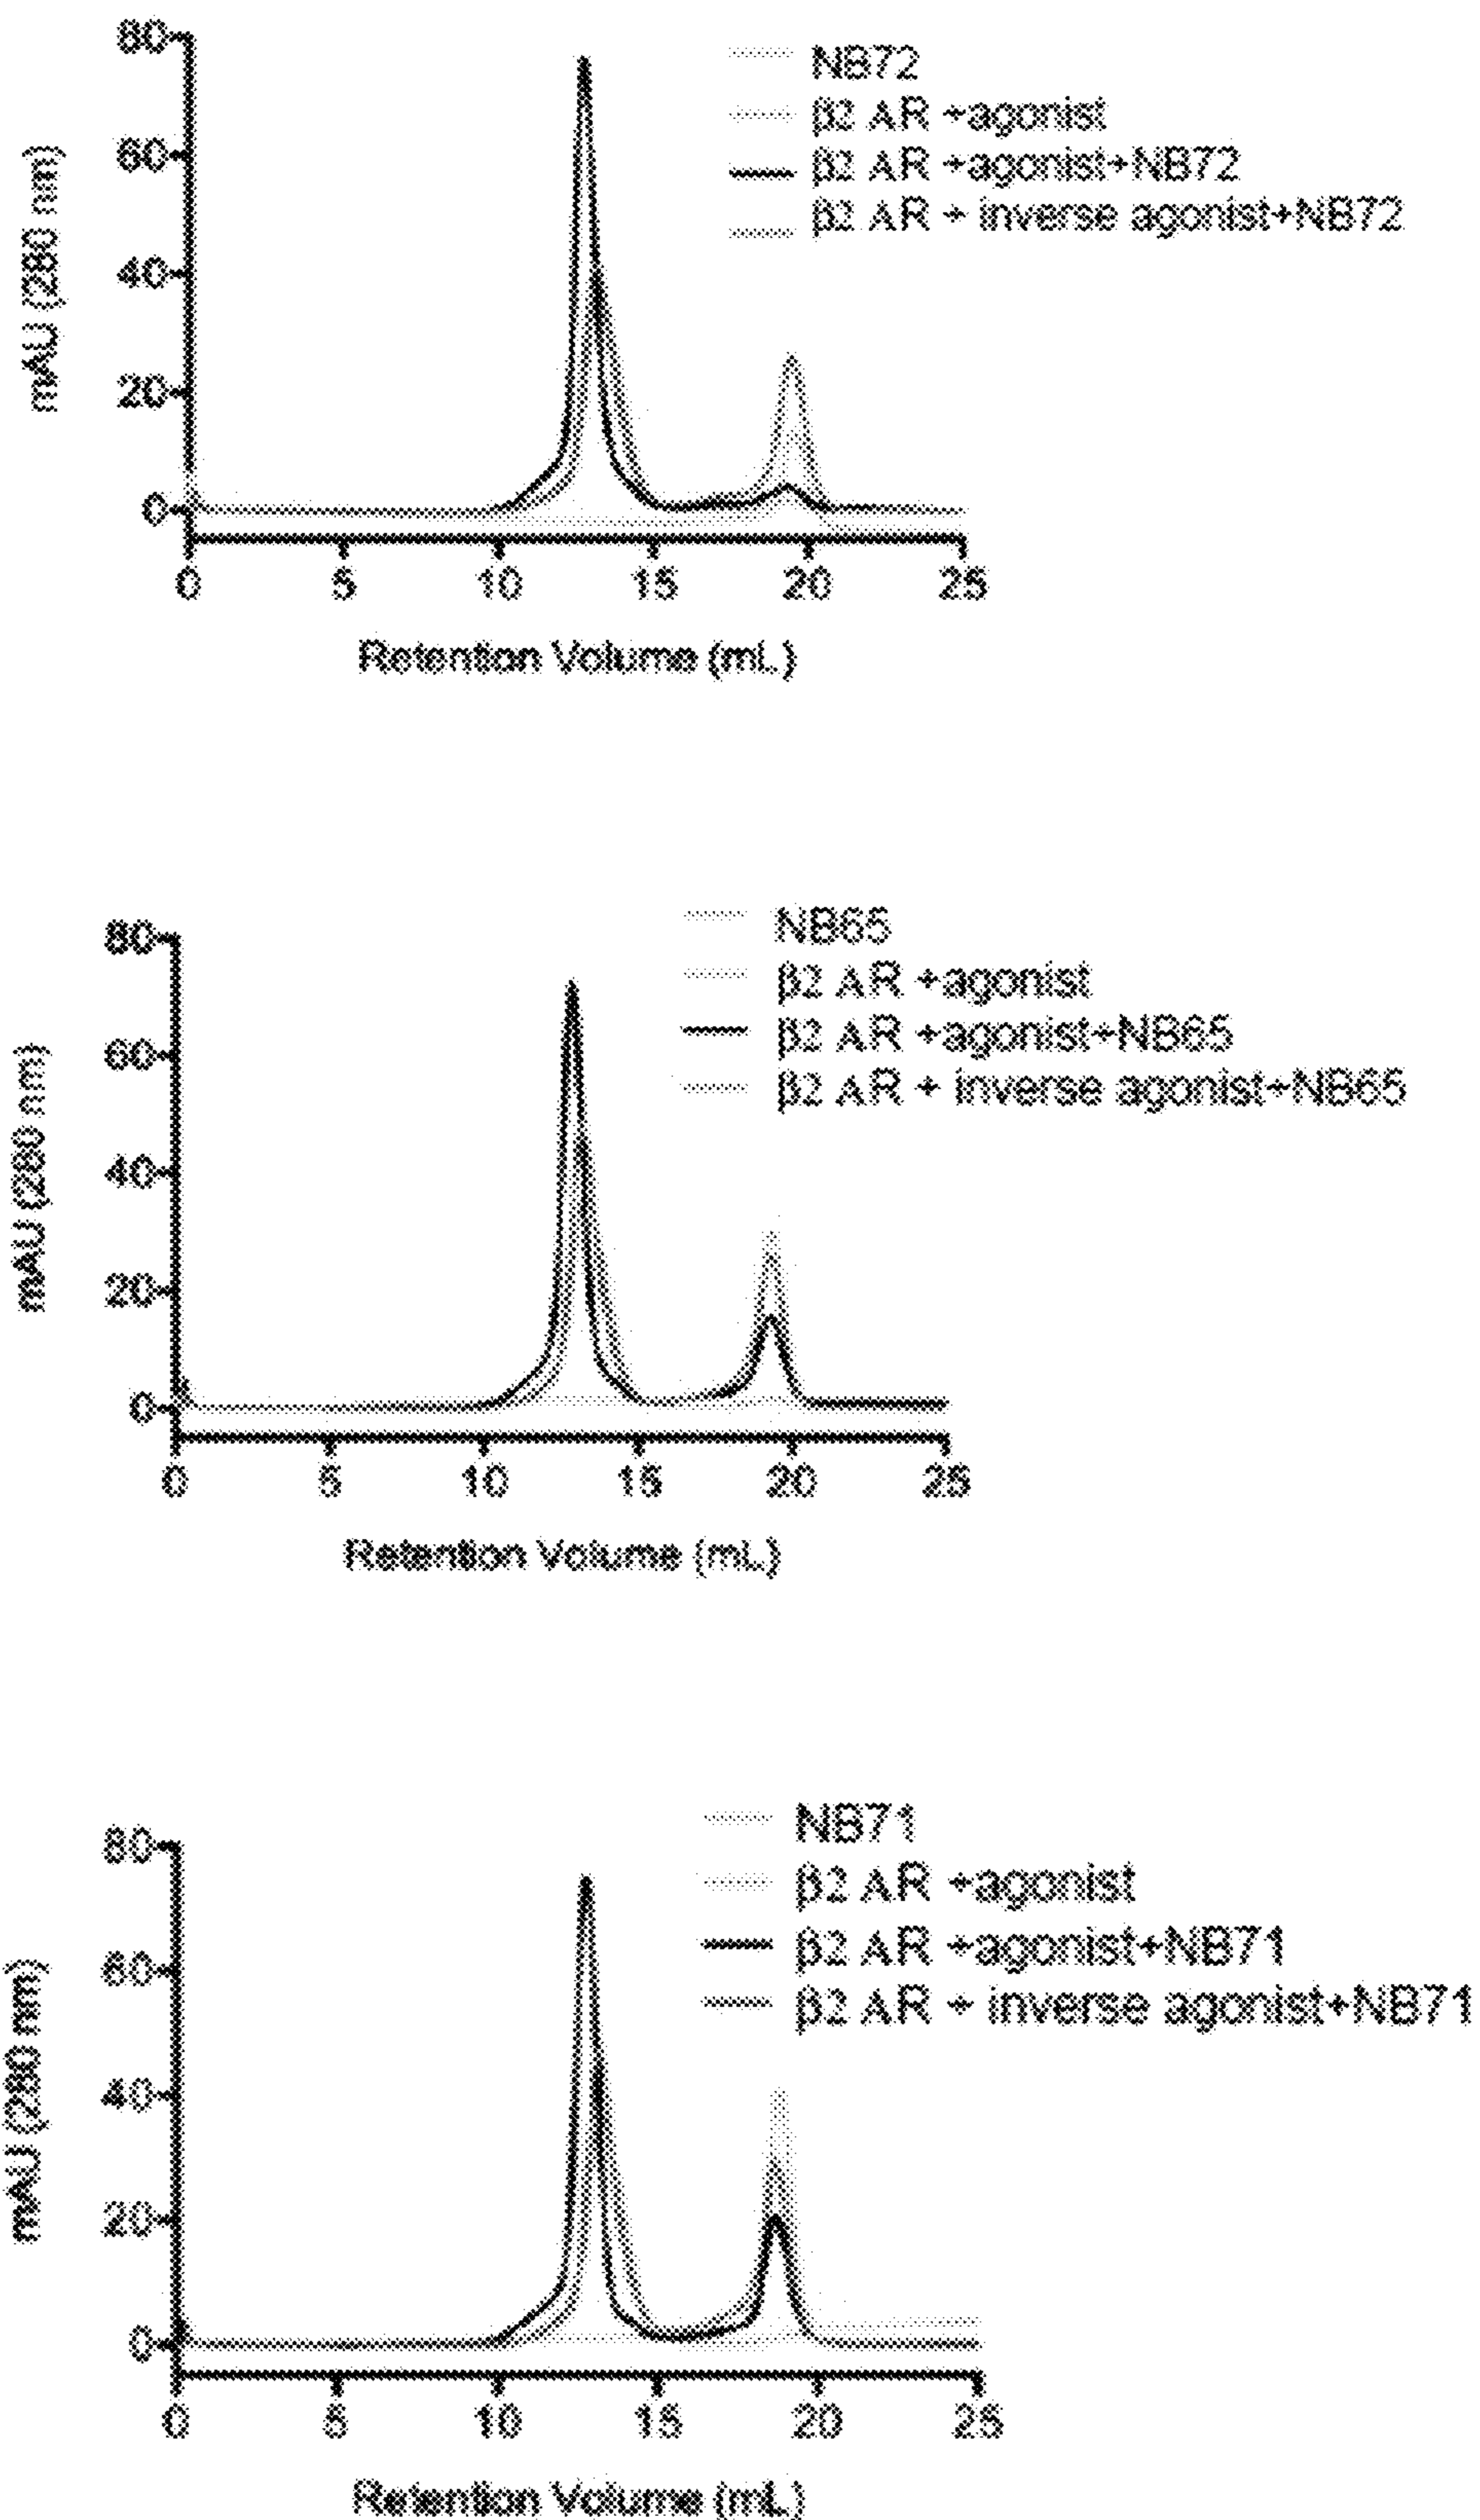 80
60
40
20
0
mAU (280 nm)
NB72
β2 AR +agonist
β2 AR +agonist+NB72
β2 AR + inverse agonist+NB72
0 5 10 15 20 25
Retention Volume (mL)
80
60
40
20
0
mAU (280 nm)
NB65
β2 AR +agonist
β2 AR +agonist+NB65
β2 AR + inverse agonist+NB65
0 5 10 15 20 25
Retention Volume (mL)
80
60
40
20
0
mAU (280 nm)
NB71
β2 AR +agonist
β2 AR +agonist+NB71
β2 AR + inverse agonist+NB71
0 5 10 15 20 25
Retention Volume (mL)